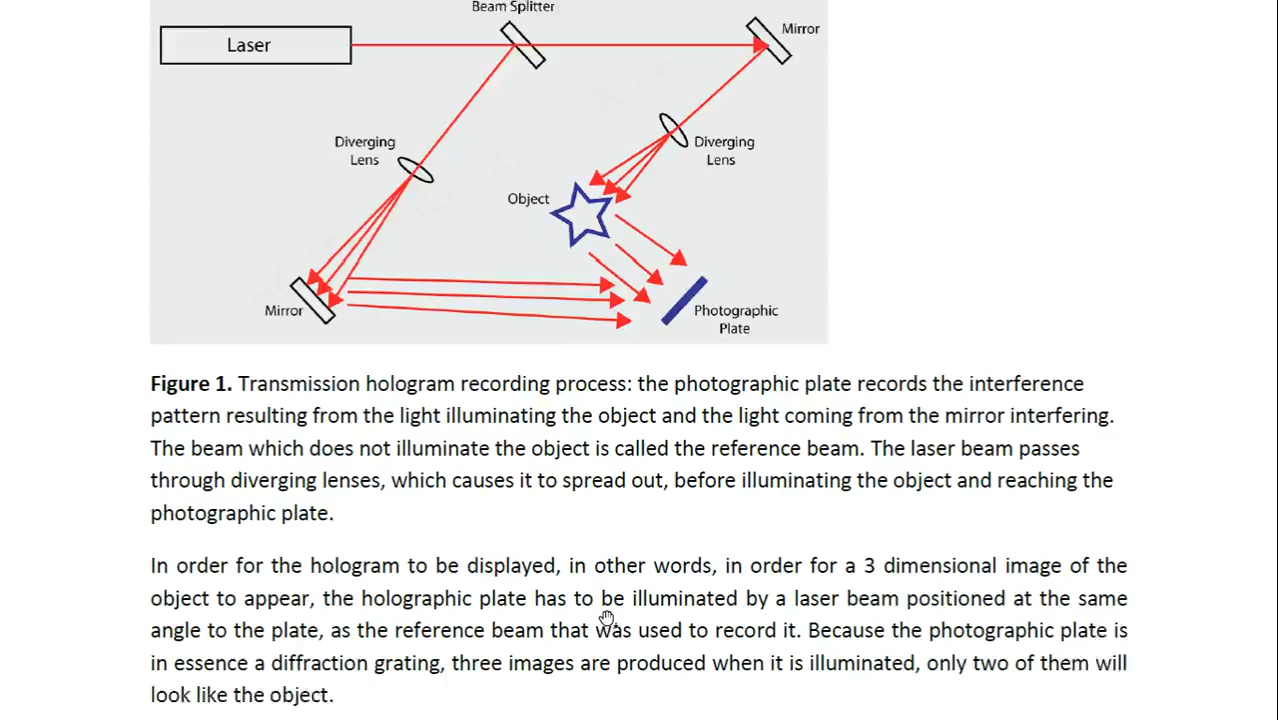 Beam Splitter
Laser
Mirror
Diverging
Lens
Diverging
Lens
Object
Mirror
Photographic
Plate
Figure 1. Transmission hologram recording process: the photographic plate records the interference
pattern resulting from the light illuminating the object and the light coming from the mirror interfering.
The beam which does not illuminate the object is called the reference beam. The laser beam passes
through diverging lenses, which causes it to spread out, before illuminating the object and reaching the
photographic plate.
In order for the hologram to be displayed, in other words, in order for a 3 dimensional image of the
object to appear, the holographic plate has to be illuminated by a laser beam positioned at the same
angle to the plate, as the reference beam that was used to record it. Because the photographic plate is
in essence a diffraction grating, three images are produced when it is illuminated, only two of them will
look like the object.